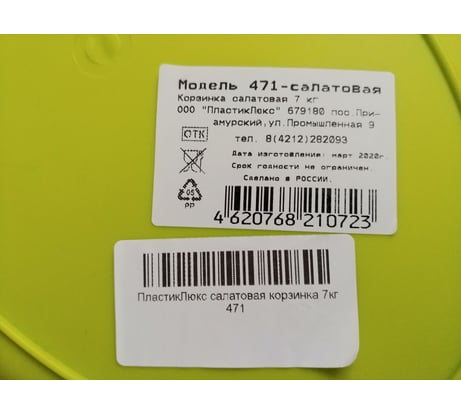 Модель 471-салатовая
Корзинка салатовая 7 кг
ООО "ПластикЛюкс" 679180 пос.При-
амурский,ул.Промышленная 9
тел. 8(4212)282093
ОТК
Дата изготовления: март 2020г.
Срок годности не ограничен.
Сделано в РОССИИ.
05
PP
4 620768 210723
ПластикЛюкс салатовая корзинка 7кг
471